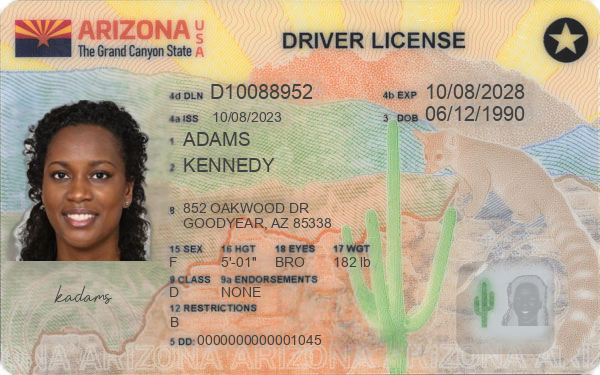 ARIZONA USA
The Grand Canyon State
DRIVER LICENSE
4d DLN D10088952
4b EXP 10/08/2028
4a ISS 10/08/2023
3 DOB 06/12/1990
1 ADAMS
2 KENNEDY
8 852 OAKWOOD DR
GOODYEAR, AZ 85338
15 SEX 16 HGT 18 EYES 17 WGT
F 5'-01" BRO 182 lb
9 CLASS 9a ENDORSEMENTS
D NONE
12 RESTRICTIONS
B
5 DD: 0000000000001045
kadams
ARIZONA ARIZONA ARIZONA ARIZONA